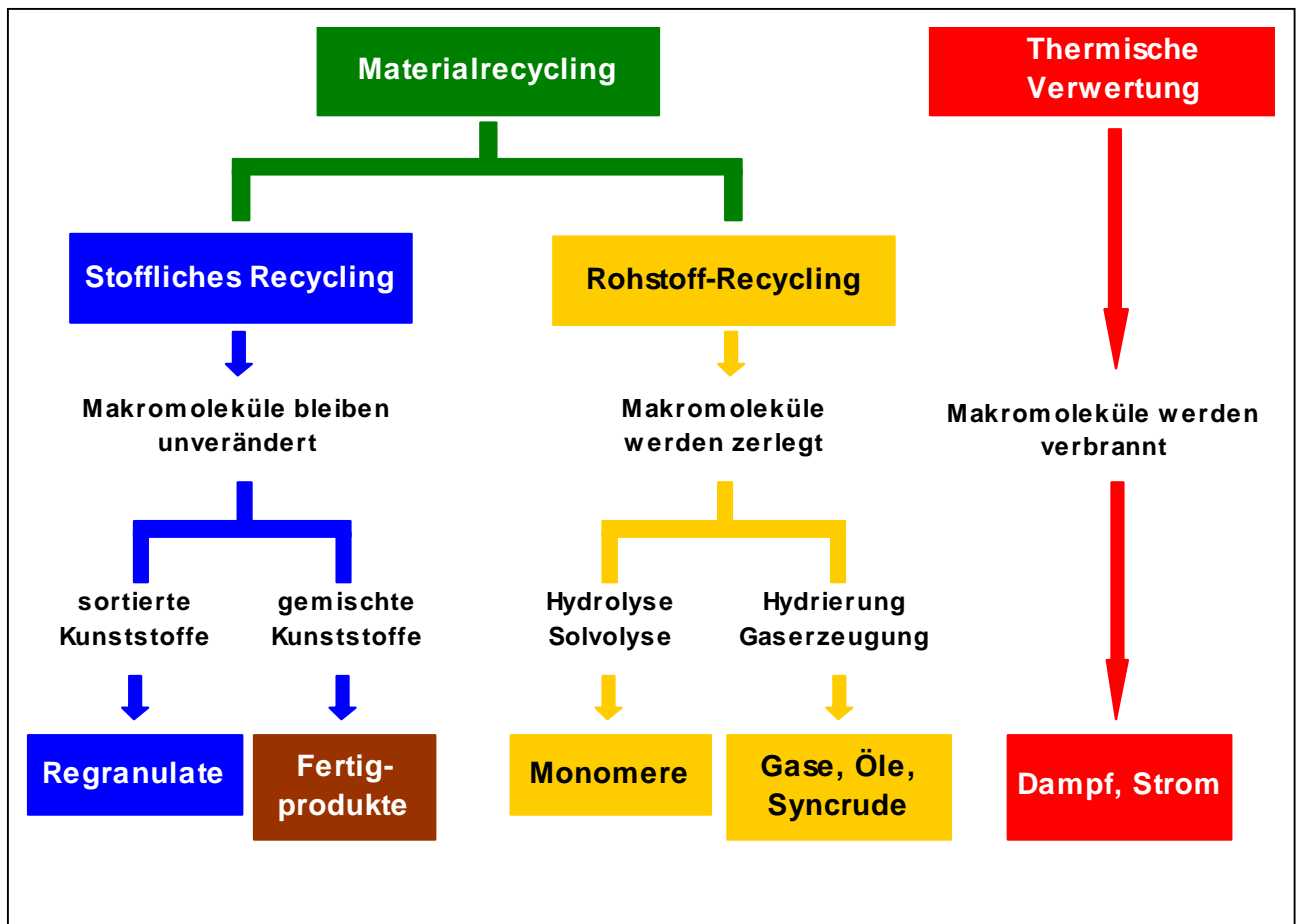 Materialrecycling
Thermische
Verwertung
Stoffliches Recycling
Rohstoff-Recycling
Makromoleküle bleiben
unverändert
Makromoleküle
werden zerlegt
Makromoleküle werden
verbrannt
sortierte
Kunststoffe
gemischte
Kunststoffe
Hydrolyse
Solvolyse
Hydrierung
Gaserzeugung
Regranulate
Fertig-
produkte
Monomere
Gase, Öle,
Syncrude
Dampf, Strom